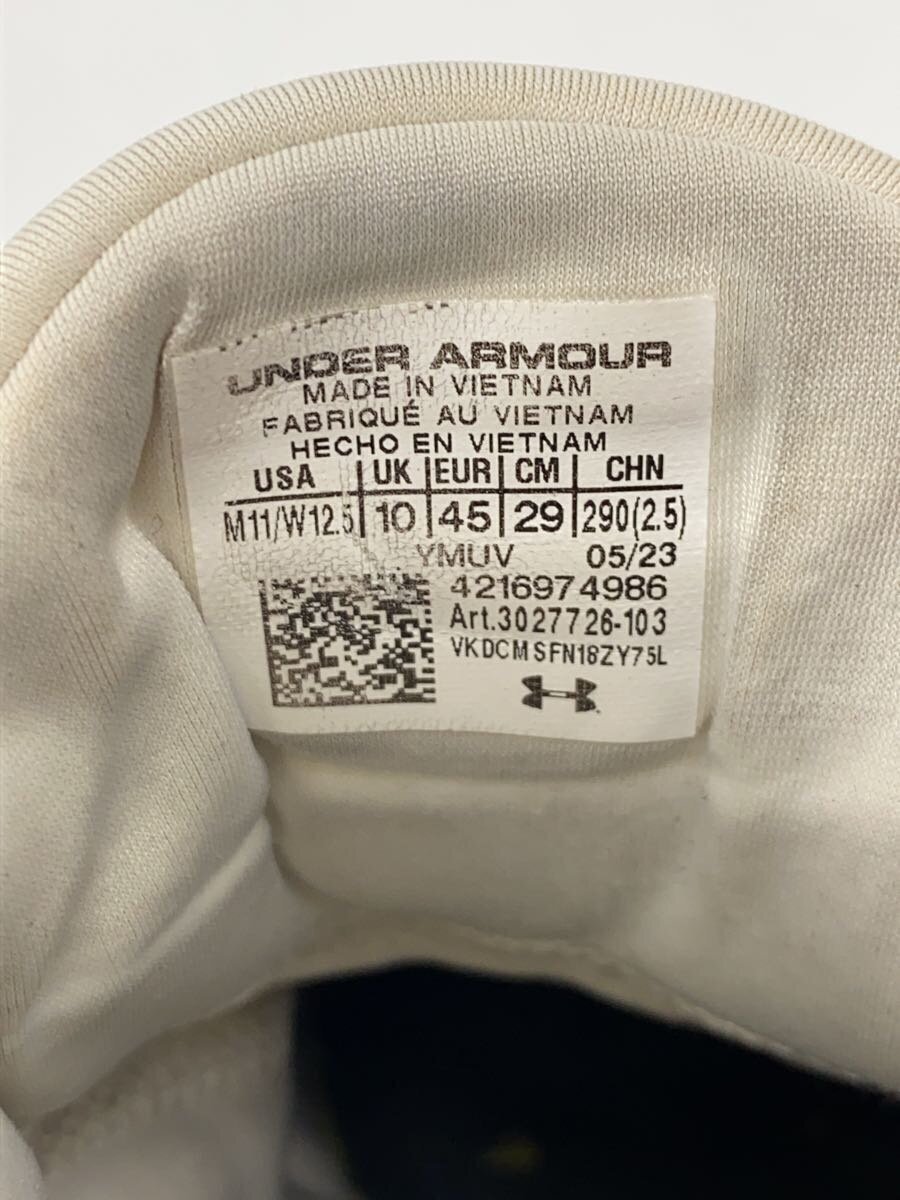 UNDER ARMOUR
MADE IN VIETNAM
FABRIQUÉ AU VIETNAM
HECHO EN VIETNAM
USA UK EUR CM CHN
M11/W12.5 10 45 29 290(2.5)
YMUV 05/23
4216974986
Art.3027726-103
VKDCMSFN18ZY75L